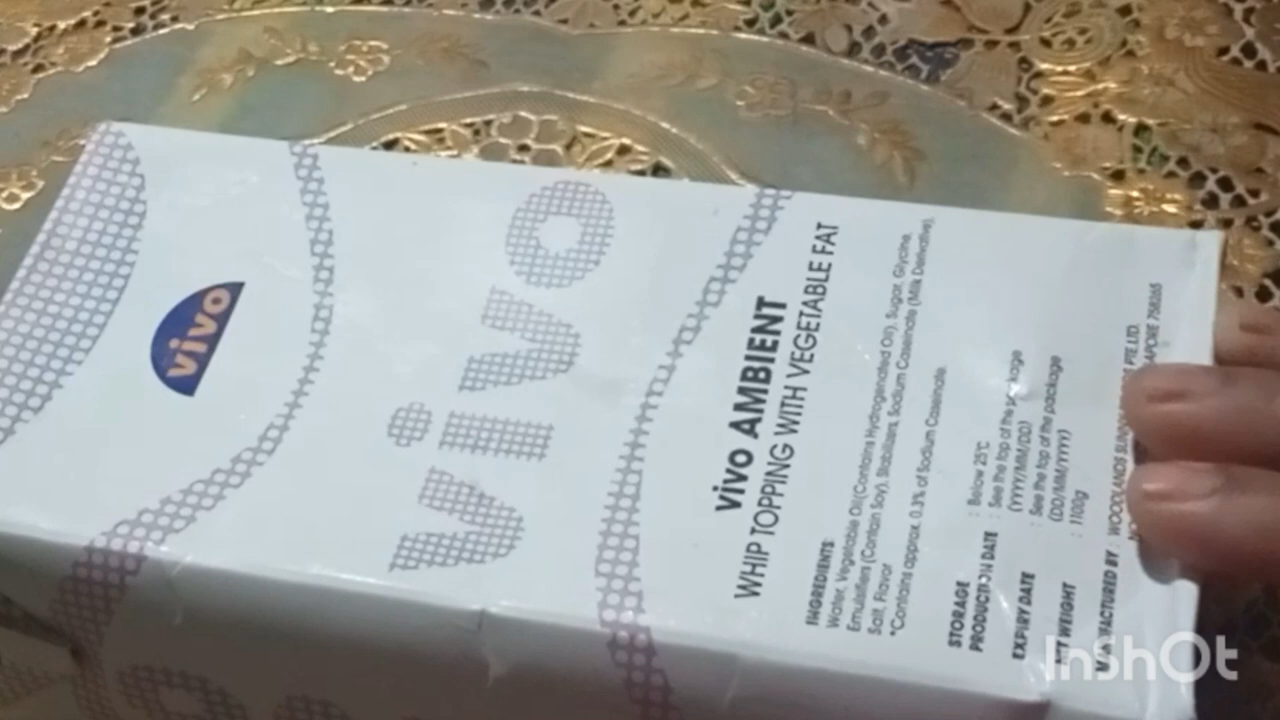 vivo
vivo
vivo AMBIENT
WHIP TOPPING WITH VEGETABLE FAT
INGREDIENTS:
Water, Vegetable Oil(Contains Hydrogenated Oil), Sugar, Glycine,
Emulsifiers (Contain Soy), Stabilizers, Sodium Caseinate (Milk Derivative),
Salt, Flavor
*Contains approx. 0.3% of Sodium Caseinate.
STORAGE : Below 25°C
PRODUCTION DATE : See the top of the package
(YYYY/MM/DD)
EXPIRY DATE : See the top of the package
(DD/MM/YYYY)
NET WEIGHT : 1100g
MANUFACTURED BY : WOODLANDS PTE. LTD.
758265
InShOt